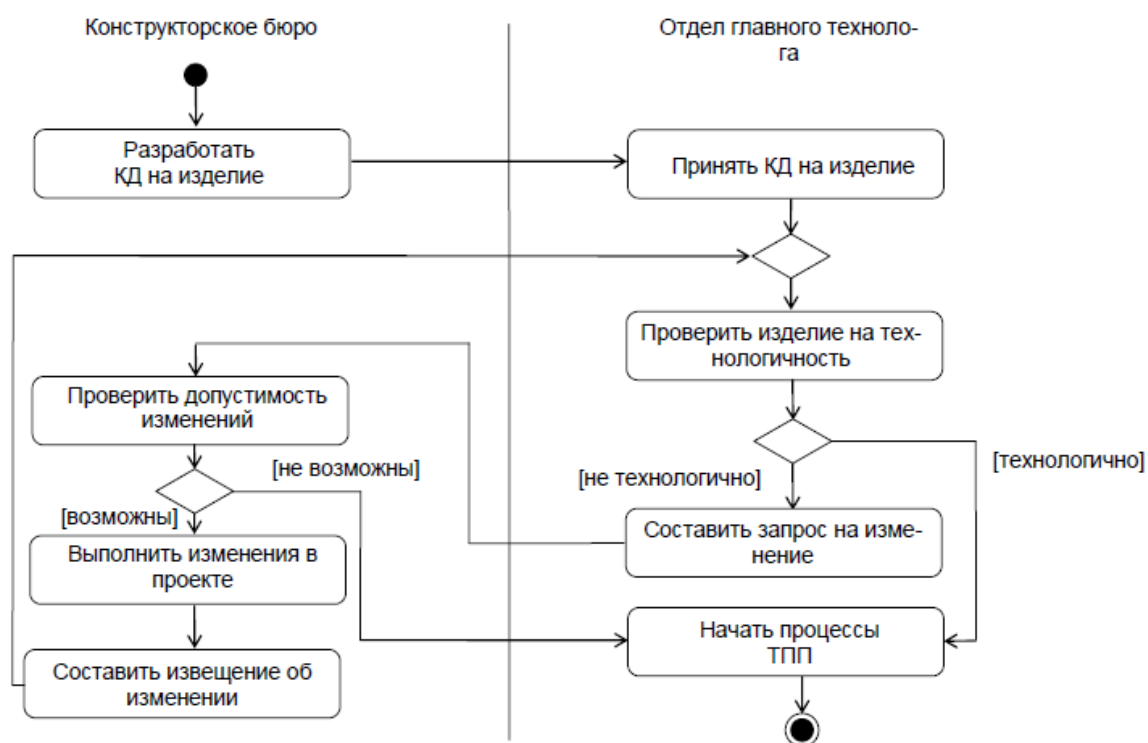 Конструкторское бюро
Отдел главного техноло-
га
Разработать
КД на изделие
Принять КД на изделие
Проверить изделие на тех-
нологичность
Проверить допустимость
изменений
[не возможны]
[технологично]
[не технологично]
[возможны]
Составить запрос на изме-
нение
Выполнить изменения в
проекте
Начать процессы
ТПП
Составить извещение об
изменении